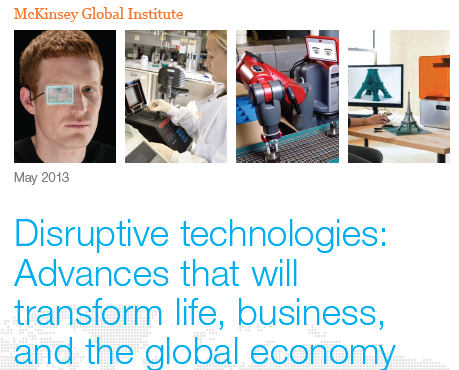 McKinsey Global Institute
May 2013
Disruptive technologies:
Advances that will
transform life, business,
and the global economy